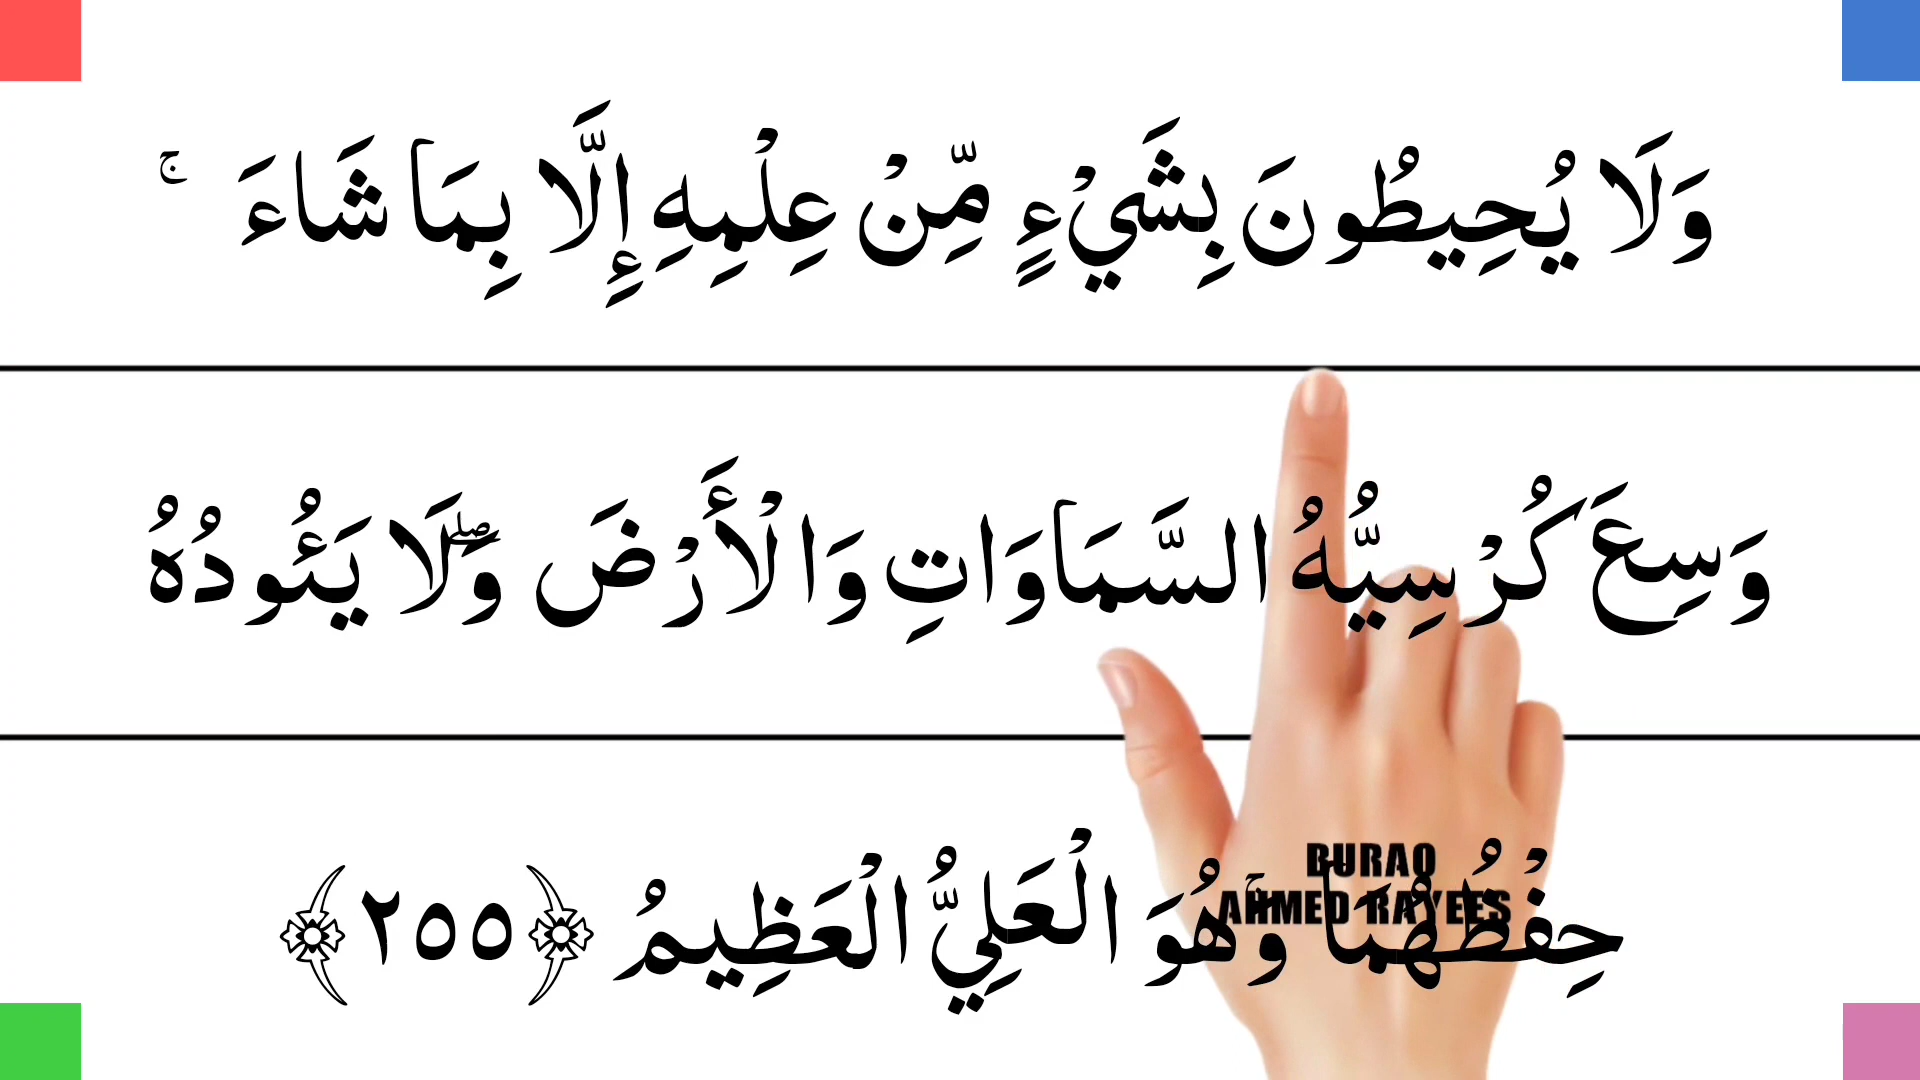 وَلَا يُحِيطُونَ بِشَيْءٍ مِّنْ عِلْمِهِ إِلَّا بِمَا شَاءَ ۚ
وَسِعَ كُرْسِيُّهُ السَّمَاوَاتِ وَالْأَرْضَ ۖ وَلَا يَئُودُهُ
حِفْظُهُمَا ۚ وَهُوَ الْعَلِيُّ الْعَظِيمُ ﴿٢٥٥﴾
BURAQ
AHMED RAYEES